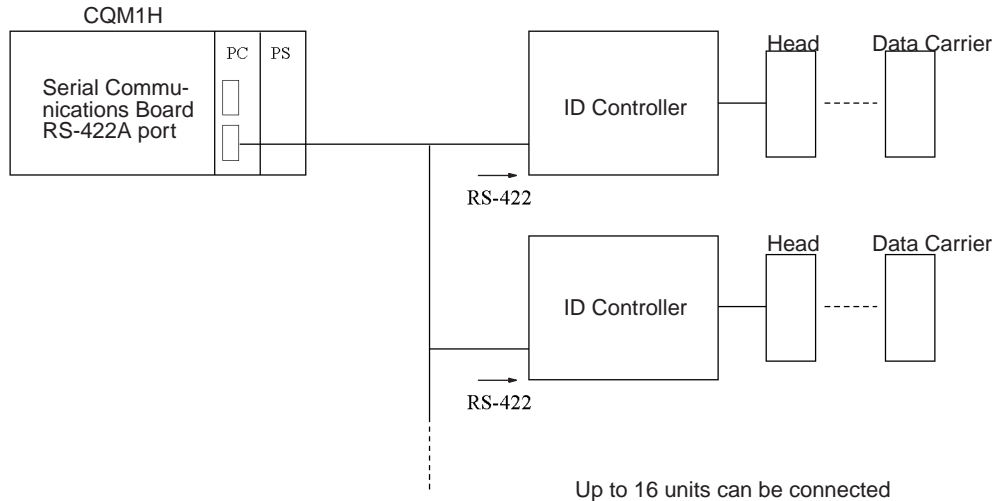 CQM1H
PC
PS
Serial Commu-
nications Board
RS-422A port
ID Controller
Head
Data Carrier
RS-422
ID Controller
Head
Data Carrier
RS-422
Up to 16 units can be connected